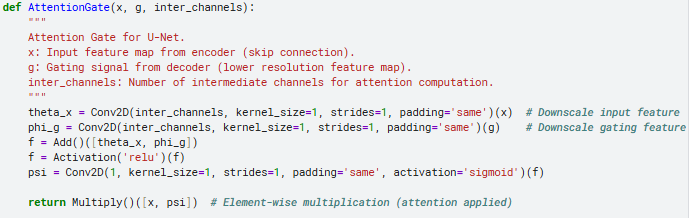 def AttentionGate(x, g, inter_channels):
    """
    Attention Gate for U-Net.
    x: Input feature map from encoder (skip connection).
    g: Gating signal from decoder (lower resolution feature map).
    inter_channels: Number of intermediate channels for attention computation.
    """
    theta_x = Conv2D(inter_channels, kernel_size=1, strides=1, padding='same')(x)  # Downscale input feature
    phi_g = Conv2D(inter_channels, kernel_size=1, strides=1, padding='same')(g)    # Downscale gating feature
    f = Add()([theta_x, phi_g])
    f = Activation('relu')(f)
    psi = Conv2D(1, kernel_size=1, strides=1, padding='same', activation='sigmoid')(f)
    return Multiply()([x, psi])  # Element-wise multiplication (attention applied)